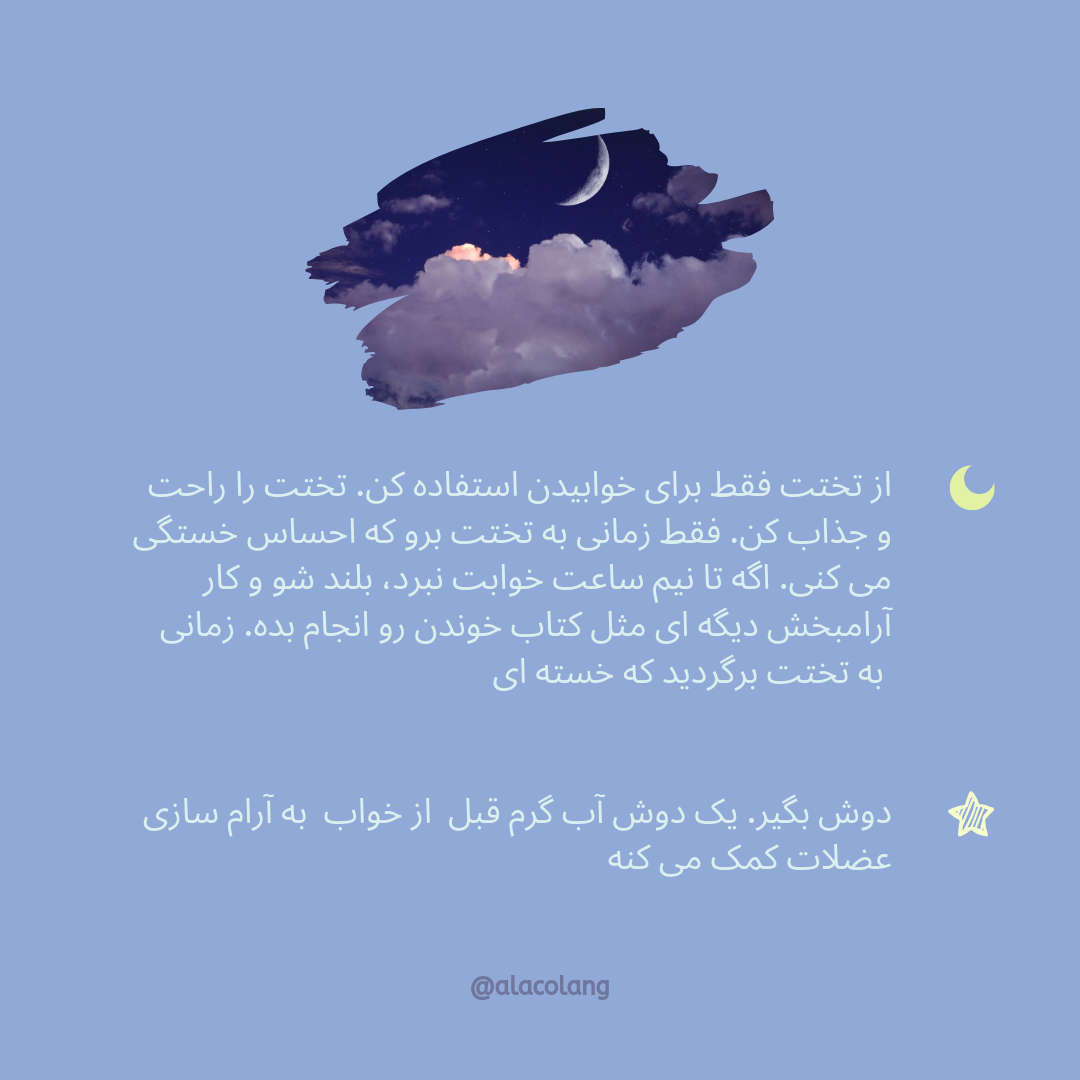 از تختت فقط برای خوابیدن استفاده کن. تختت را راحت
و جذاب کن. فقط زمانی به تختت برو که احساس خستگی
می کنی. اگه تا نیم ساعت خوابت نبرد، بلند شو و کار
آرامبخش دیگه ای مثل کتاب خوندن رو انجام بده. زمانی
به تختت برگردید که خسته ای
دوش بگیر. یک دوش آب گرم قبل از خواب به آرام سازی
عضلات کمک می کنه
@alacolang